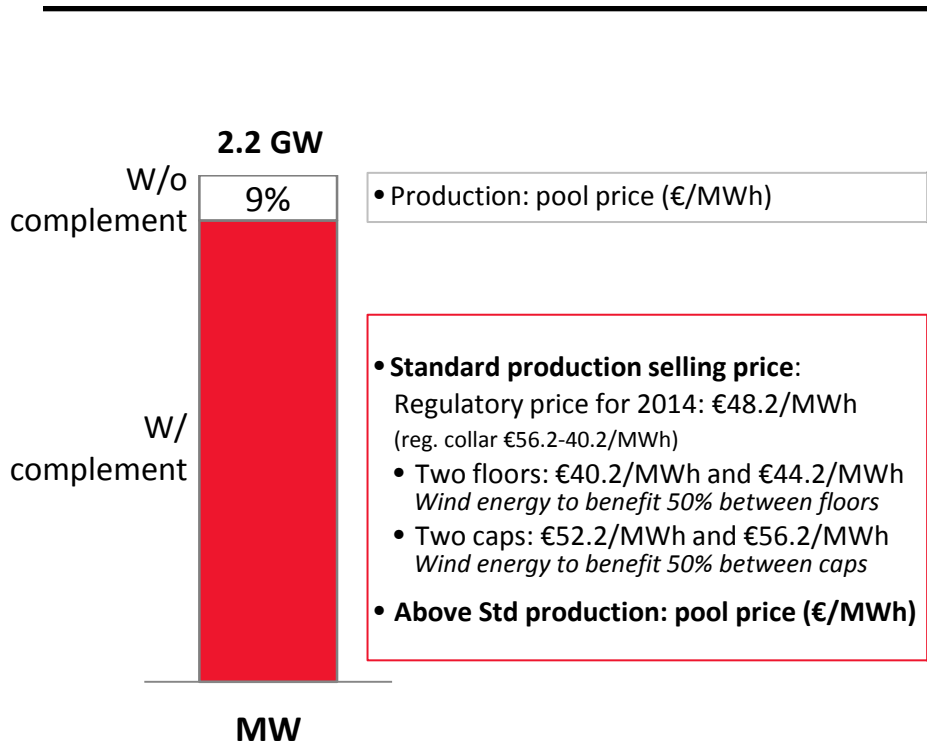 2.2 GW
W/o
complement
9%
• Production: pool price (€/MWh)
W/
complement
• Standard production selling price:
Regulatory price for 2014: €48.2/MWh
(reg. collar €56.2-40.2/MWh)
• Two floors: €40.2/MWh and €44.2/MWh
Wind energy to benefit 50% between floors
• Two caps: €52.2/MWh and €56.2/MWh
Wind energy to benefit 50% between caps
• Above Std production: pool price (€/MWh)
MW